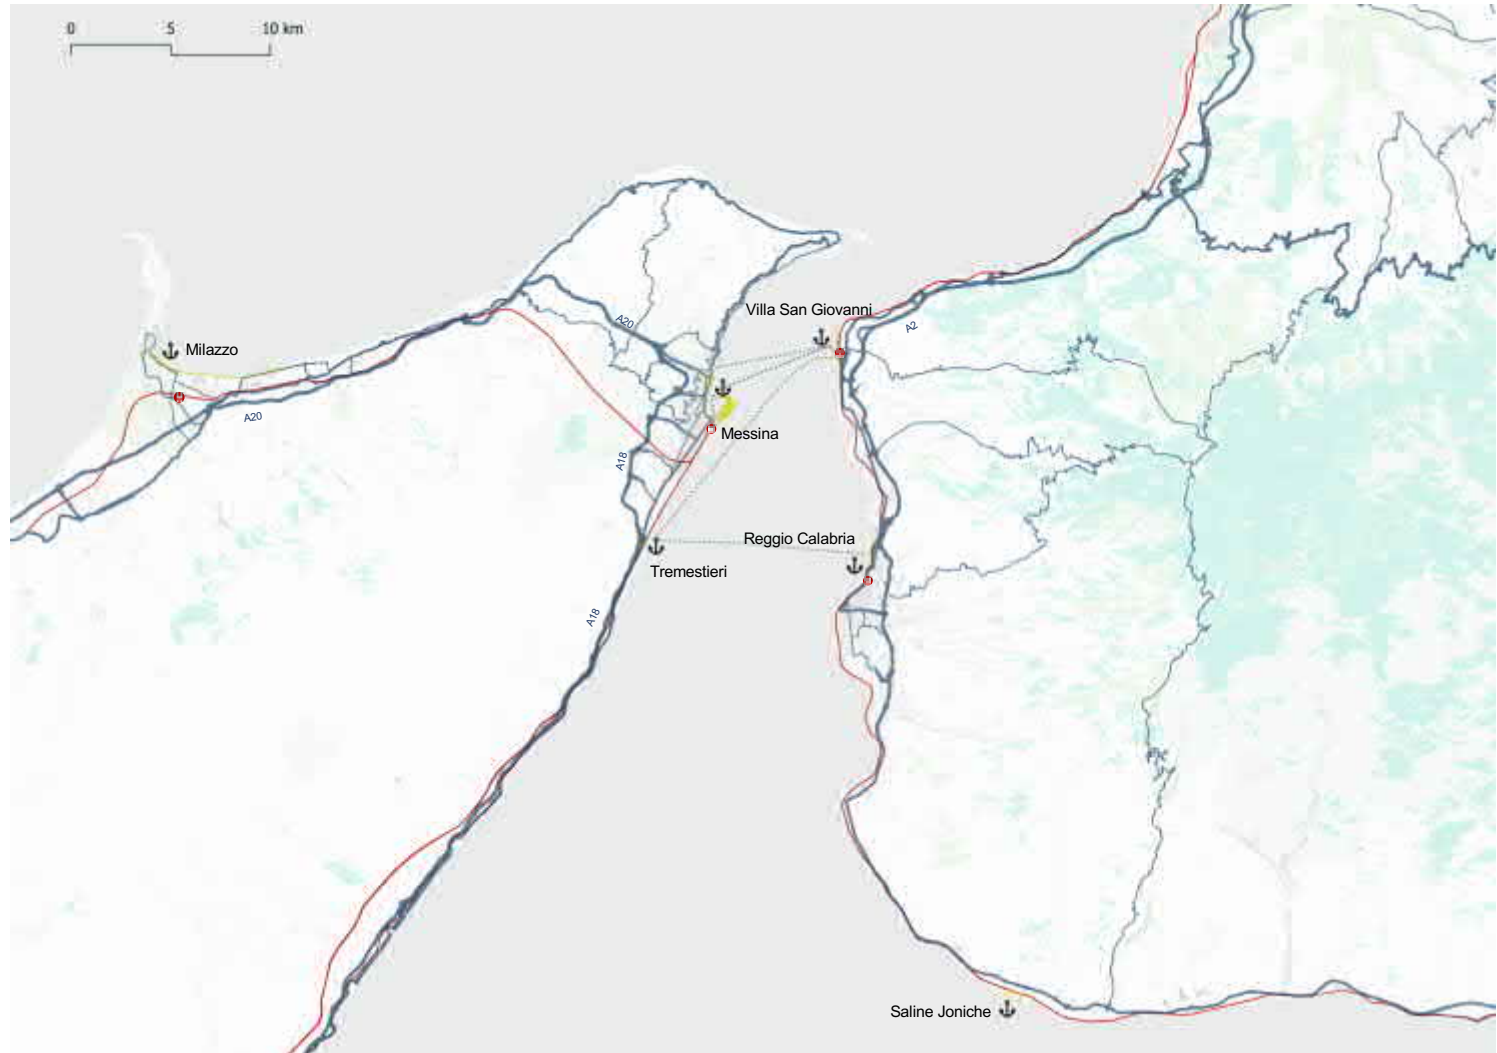 0 5 10 km
Villa San Giovanni
A20
A2
Milazzo
A20
Messina
A18
Reggio Calabria
Tremestieri
A18
Saline Joniche